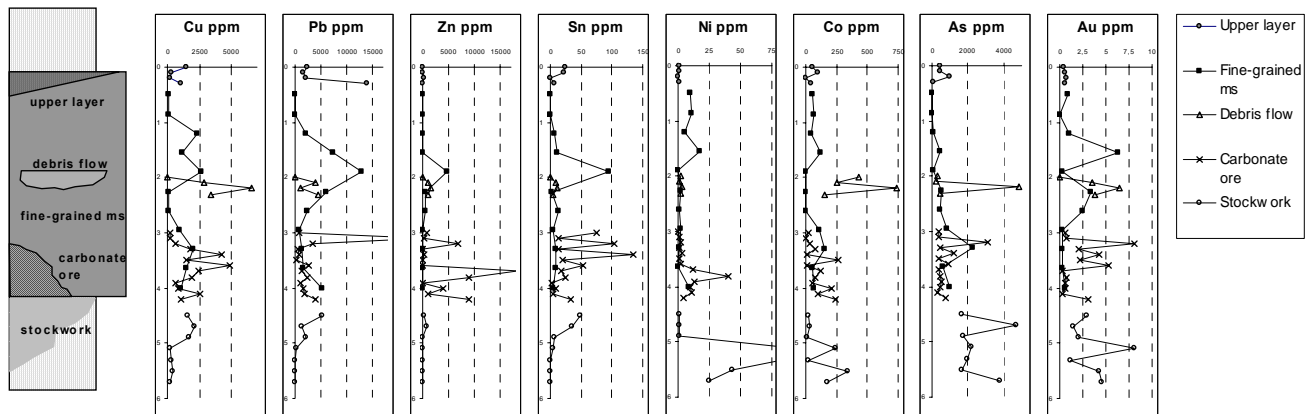 Cu ppm
0 5000
Pb ppm
0 5000 10000 15000
Zn ppm
0 5000 10000 15000
Sn ppm
0 50 100 150
Ni ppm
0 25 50 75
Co ppm
0 250 500 750
As ppm
0 2000 4000
Au ppm
0 2,5 5 7,5 10
0
1
2
3
4
5
6
upper layer
debris flow
fine-grained ms
carbonate
ore
stockwork
Upper layer
Fine-grained
ms
Debris flow
Carbonate
ore
Stockwork